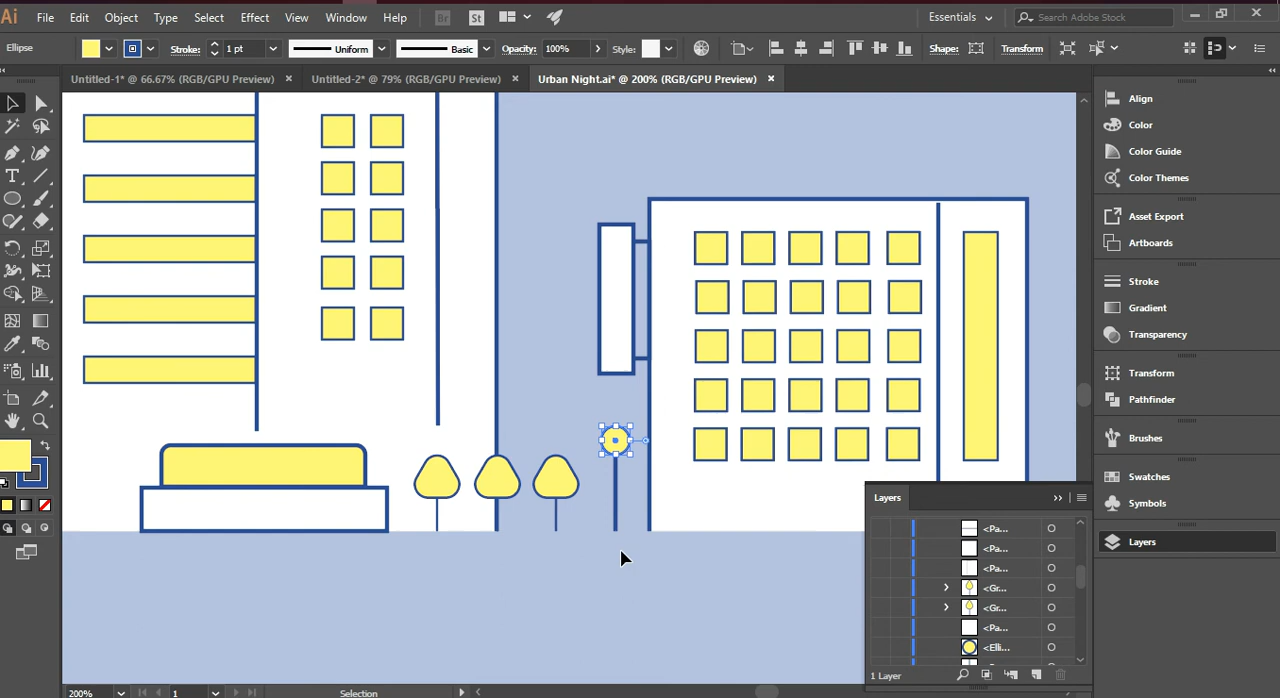 Ai File Edit Object Type Select Effect View Window Help Br St Essentials Search Adobe Stock
Ellipse Stroke: 1 pt Uniform Basic Opacity: 100% Style: Shape: Transform
Untitled-1* @ 66.67% (RGB/GPU Preview) × Untitled-2* @ 79% (RGB/GPU Preview) × Urban Night.ai* @ 200% (RGB/GPU Preview) ×
Align
Color
Color Guide
Color Themes
Asset Export
Artboards
Stroke
Gradient
Transparency
Transform
Pathfinder
Brushes
Swatches
Symbols
Layers
Layers
<Pa...
<Pa...
<Pa...
<Gr...
<Gr...
<Pa...
<Elli...
1 Layer
200% 1 Selection